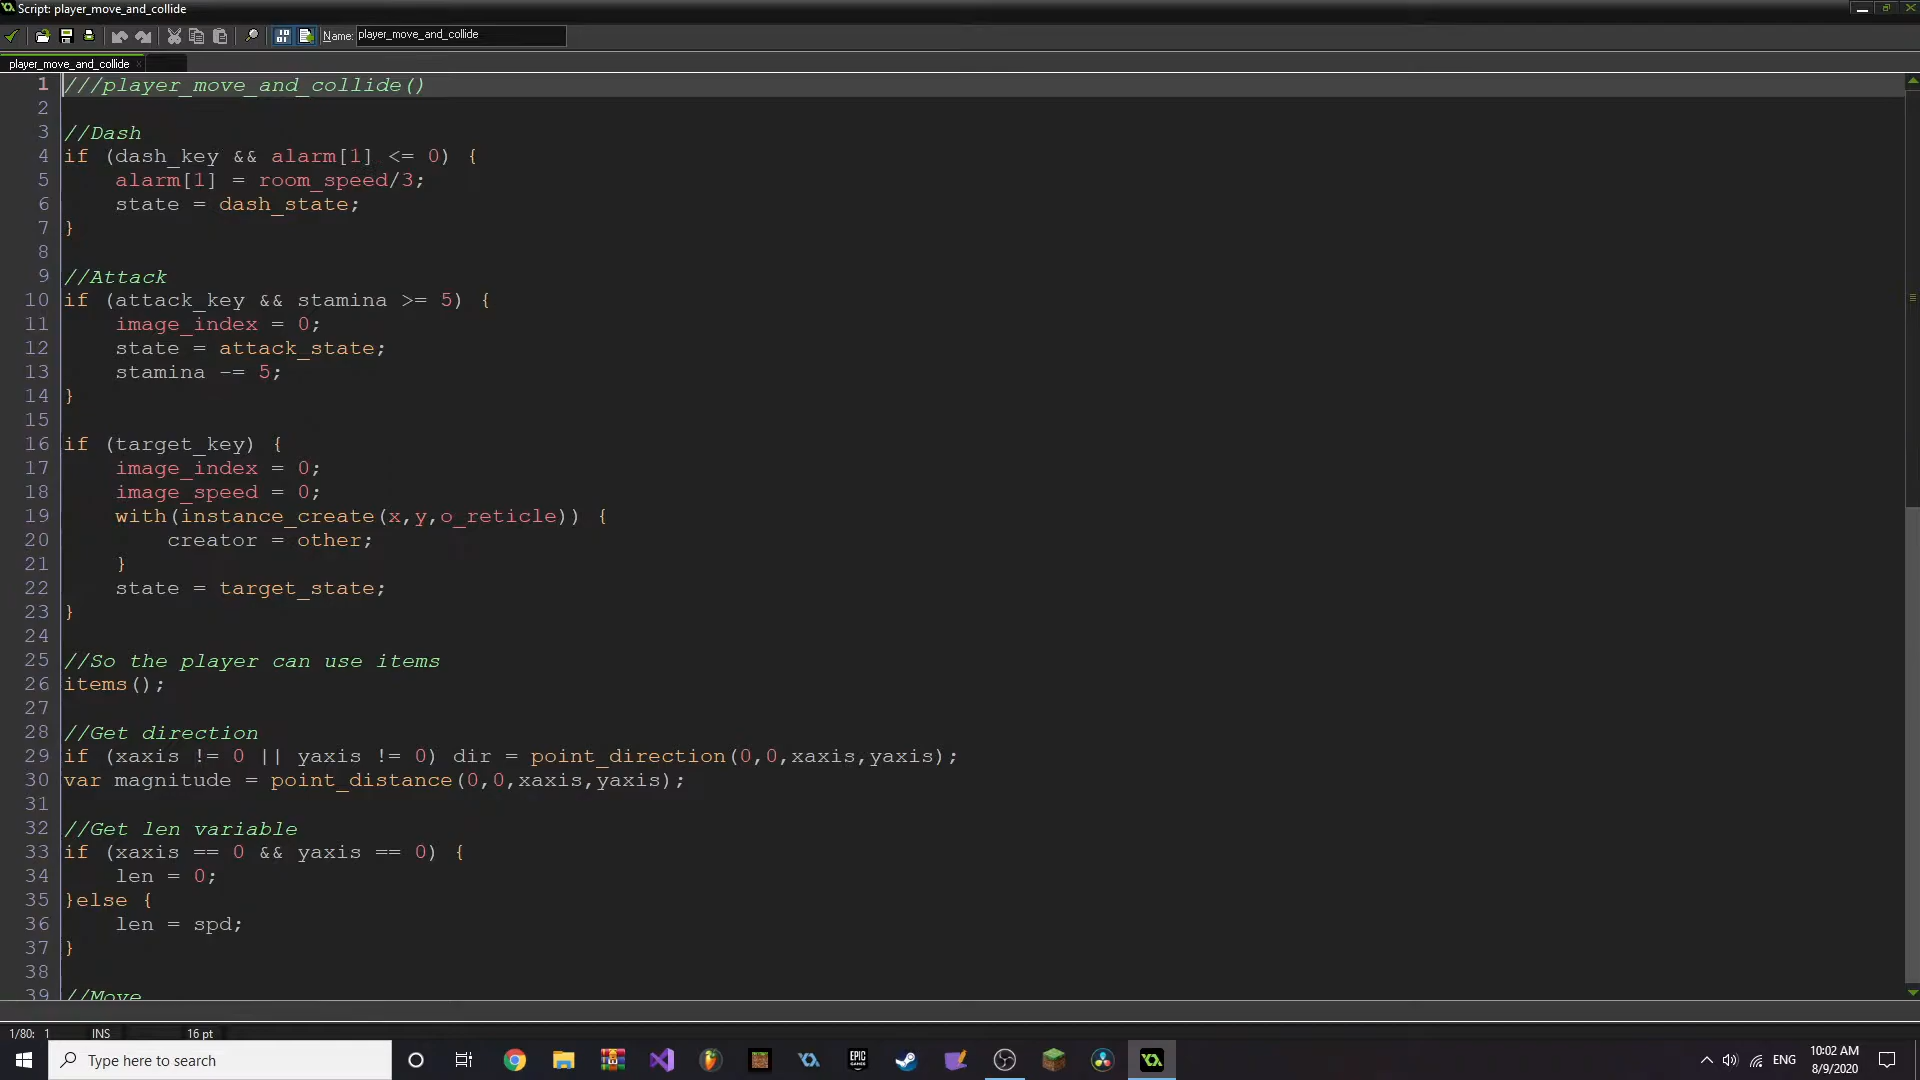 Script: player_move_and_collide
Name: player_move_and_collide
player_move_and_collide
1 ///player_move_and_collide()
2
3 //Dash
4 if (dash_key && alarm[1] <= 0) {
5 alarm[1] = room_speed/3;
6 state = dash_state;
7 }
8
9 //Attack
10 if (attack_key && stamina >= 5) {
11 image_index = 0;
12 state = attack_state;
13 stamina -= 5;
14 }
15
16 if (target_key) {
17 image_index = 0;
18 image_speed = 0;
19 with(instance_create(x,y,o_reticle)) {
20 creator = other;
21 }
22 state = target_state;
23 }
24
25 //So the player can use items
26 items();
27
28 //Get direction
29 if (xaxis != 0 || yaxis != 0) dir = point_direction(0,0,xaxis,yaxis);
30 var magnitude = point_distance(0,0,xaxis,yaxis);
31
32 //Get len variable
33 if (xaxis == 0 && yaxis == 0) {
34 len = 0;
35 }else {
36 len = spd;
37 }
38
39 //Move
1/80: 1 INS 16 pt
Type here to search
EPIC GAMES
ENG
10:02 AM
8/9/2020